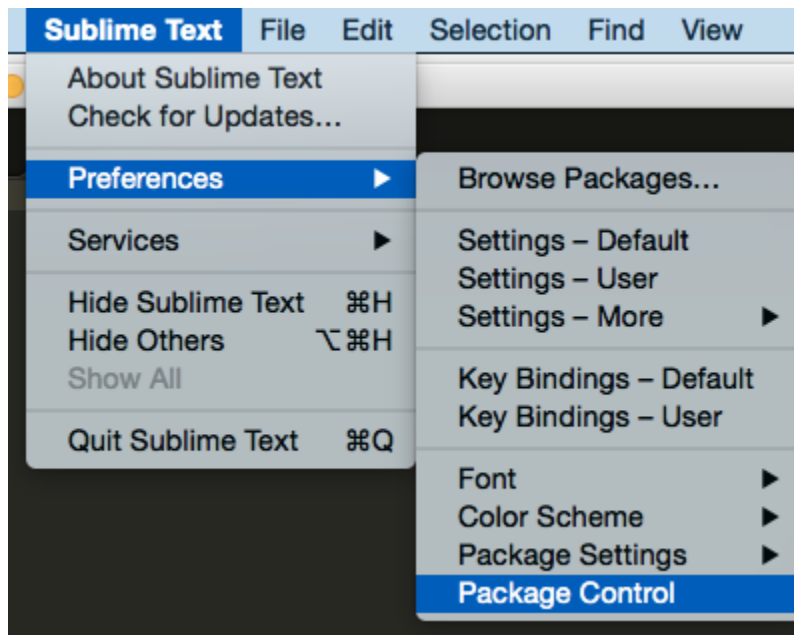 Sublime Text File Edit Selection Find View
About Sublime Text
Check for Updates...
Preferences ▶
Services ▶
Hide Sublime Text ⌘H
Hide Others ⌥⌘H
Show All
Quit Sublime Text ⌘Q
Browse Packages...
Settings – Default
Settings – User
Settings – More ▶
Key Bindings – Default
Key Bindings – User
Font ▶
Color Scheme ▶
Package Settings ▶
Package Control